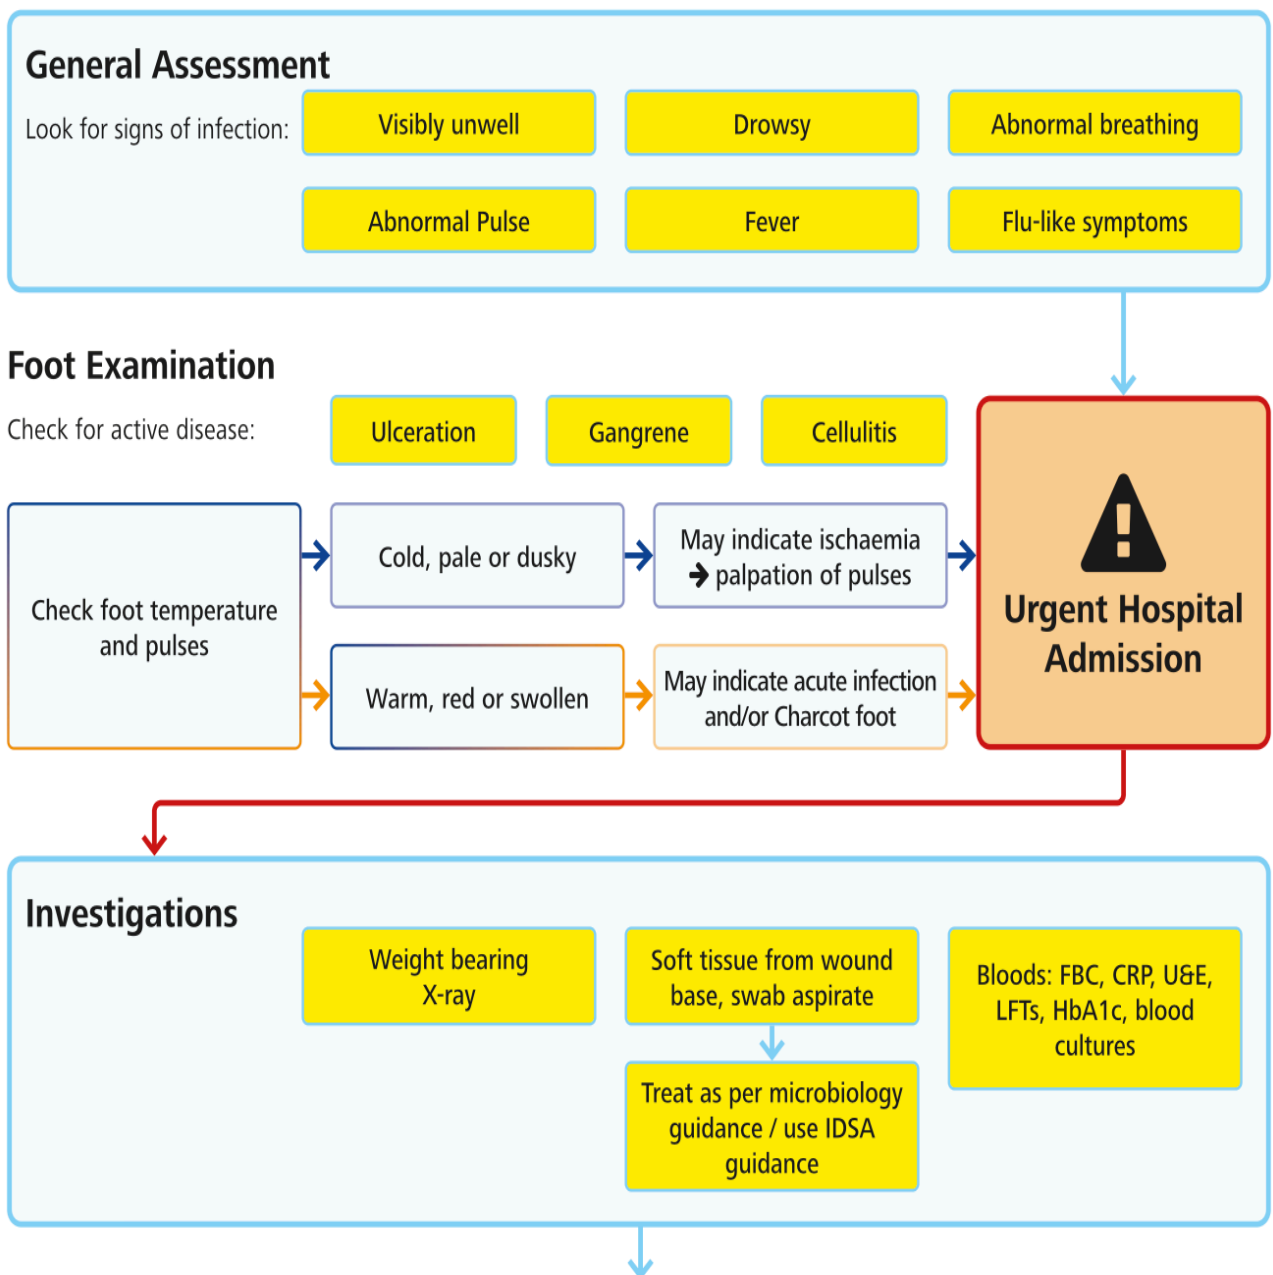 General Assessment
Look for signs of infection:
Visibly unwell
Drowsy
Abnormal breathing
Abnormal Pulse
Fever
Flu-like symptoms
Foot Examination
Check for active disease:
Ulceration
Gangrene
Cellulitis
Check foot temperature
and pulses
Cold, pale or dusky
May indicate ischaemia
➔ palpation of pulses
Warm, red or swollen
May indicate acute infection
and/or Charcot foot
Urgent Hospital
Admission
Investigations
Weight bearing
X-ray
Soft tissue from wound
base, swab aspirate
Treat as per microbiology
guidance / use IDSA
guidance
Bloods: FBC, CRP, U&E,
LFTs, HbA1c, blood
cultures